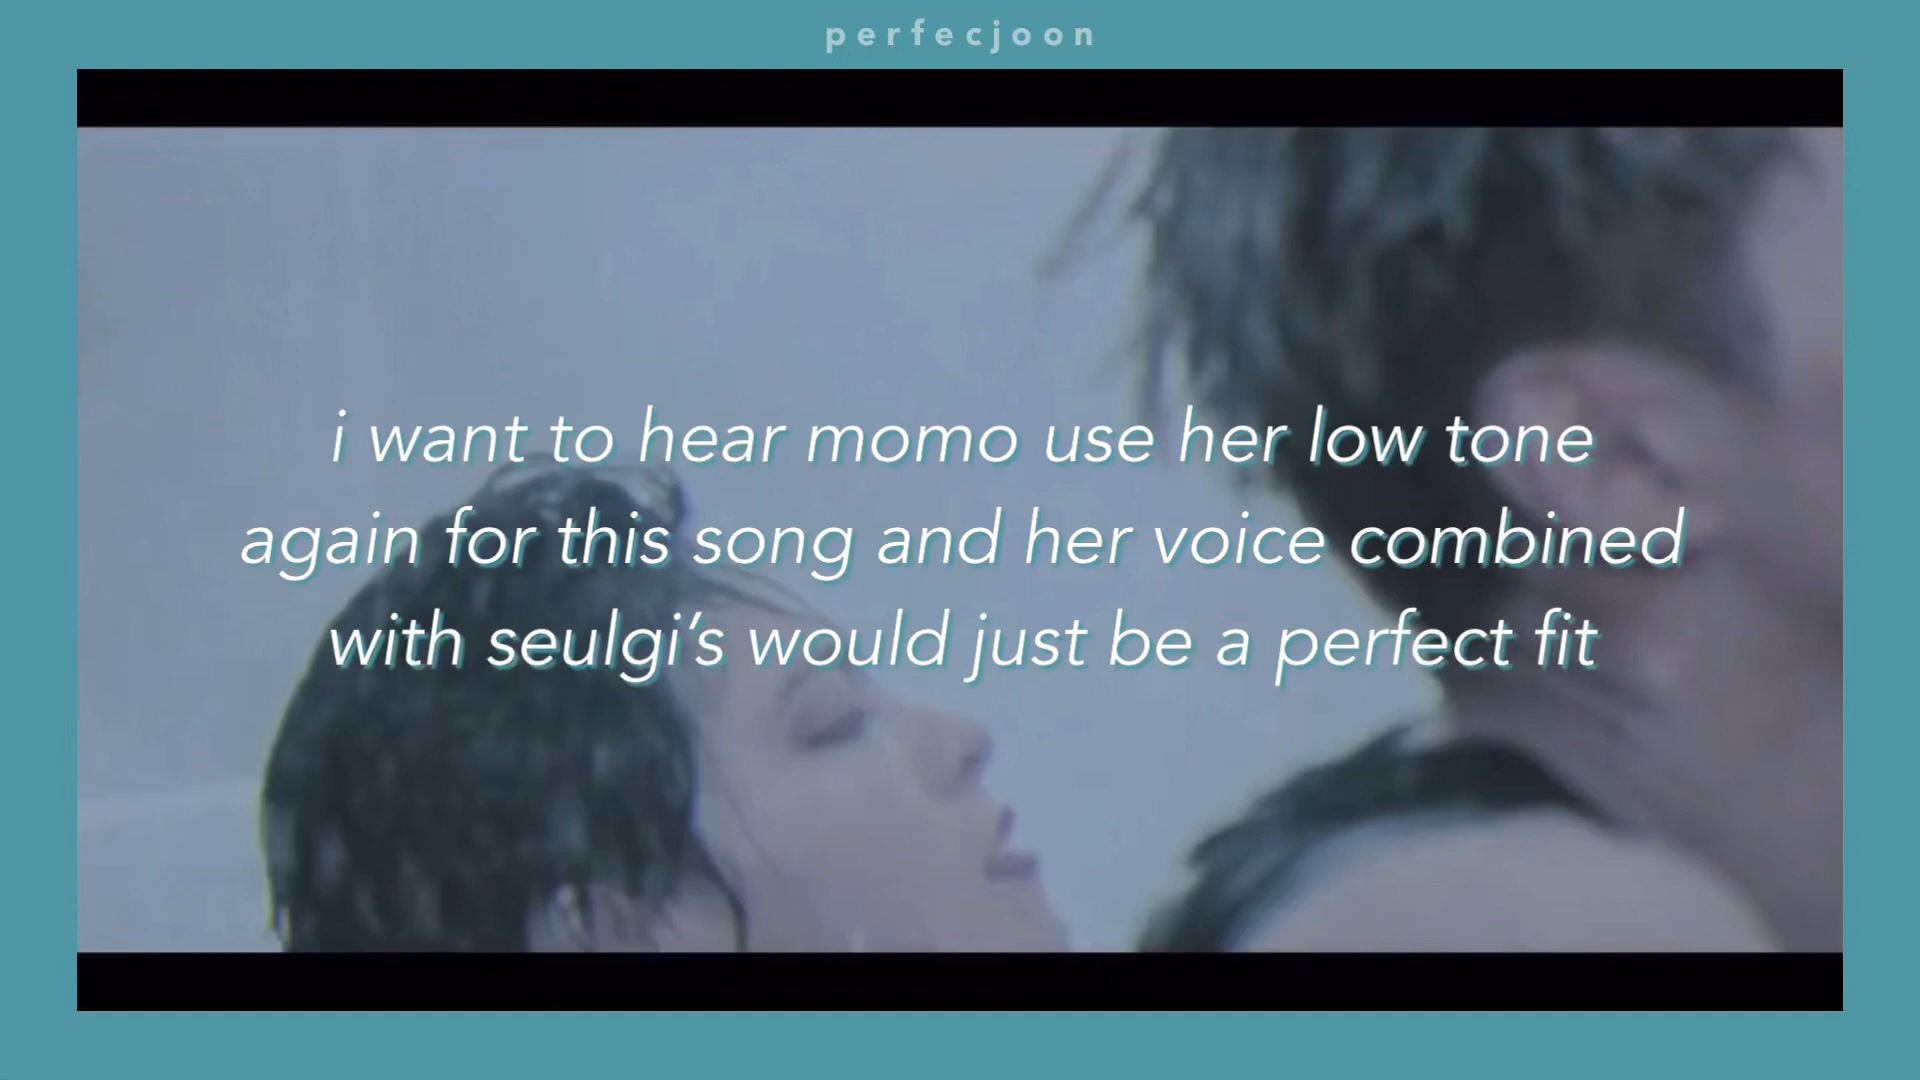 perfecjoon
i want to hear momo use her low tone
again for this song and her voice combined
with seulgi’s would just be a perfect fit